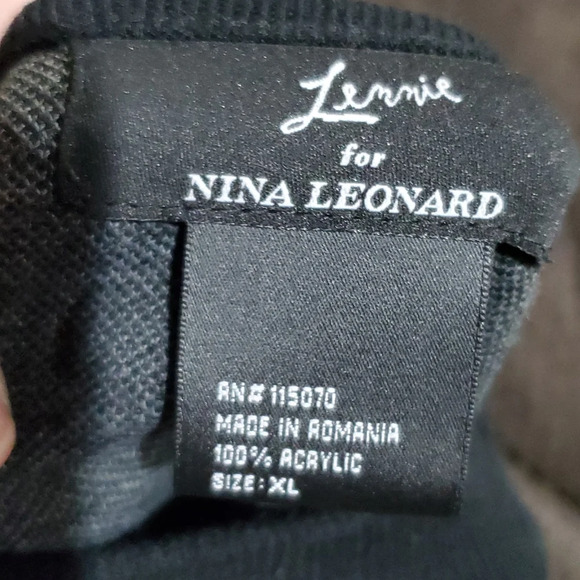 Lennie
for
NINA LEONARD
RN# 115070
MADE IN ROMANIA
100% ACRYLIC
SIZE: XL